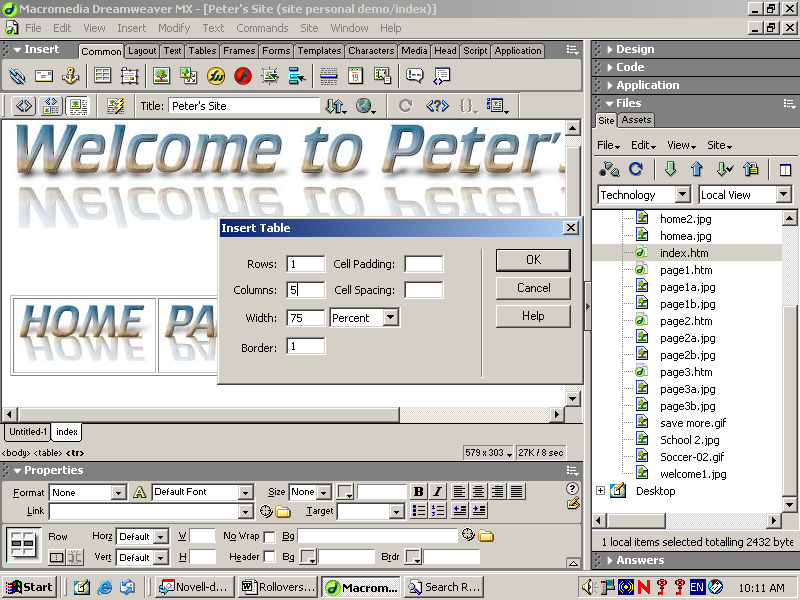 Macromedia Dreamweaver MX - [Peter's Site (site personal demo/index)]
File Edit View Insert Modify Text Commands Site Window Help
Insert Common Layout Text Tables Frames Forms Templates Characters Media Head Script Application
Title: Peter's Site
Welcome to Peter'
HOME PA
Insert Table
Rows: 1 Cell Padding:
Columns: 5 Cell Spacing:
Width: 75 Percent
Border: 1
OK
Cancel
Help
Untitled-1 index
<body> <table> <tr> 579 x 303 27K / 8 sec
Properties
Format None Default Font Size None B I
Link Target
Row Horz Default W No Wrap Bg
Vert Default H Header Bg Brdr
Design
Code
Application
Files
Site Assets
File Edit View Site
Technology Local View
home2.jpg
homea.jpg
index.htm
page1.htm
page1a.jpg
page1b.jpg
page2.htm
page2a.jpg
page2b.jpg
page3.htm
page3a.jpg
page3b.jpg
save more.gif
School 2.jpg
Soccer-02.gif
welcome1.jpg
Desktop
1 local items selected totalling 2432 byte
Answers
Start Novell-d... Rollovers... Macrom... Search R... EN 10:11 AM